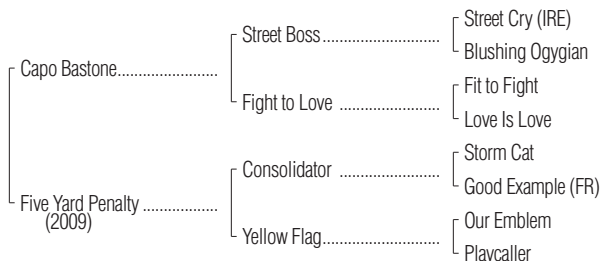 Street Cry (IRE)
Street Boss
Blushing Ogygian
Capo Bastone
Fit to Fight
Fight to Love
Love Is Love
Storm Cat
Consolidator
Good Example (FR)
Five Yard Penalty
(2009)
Our Emblem
Yellow Flag
Playcaller